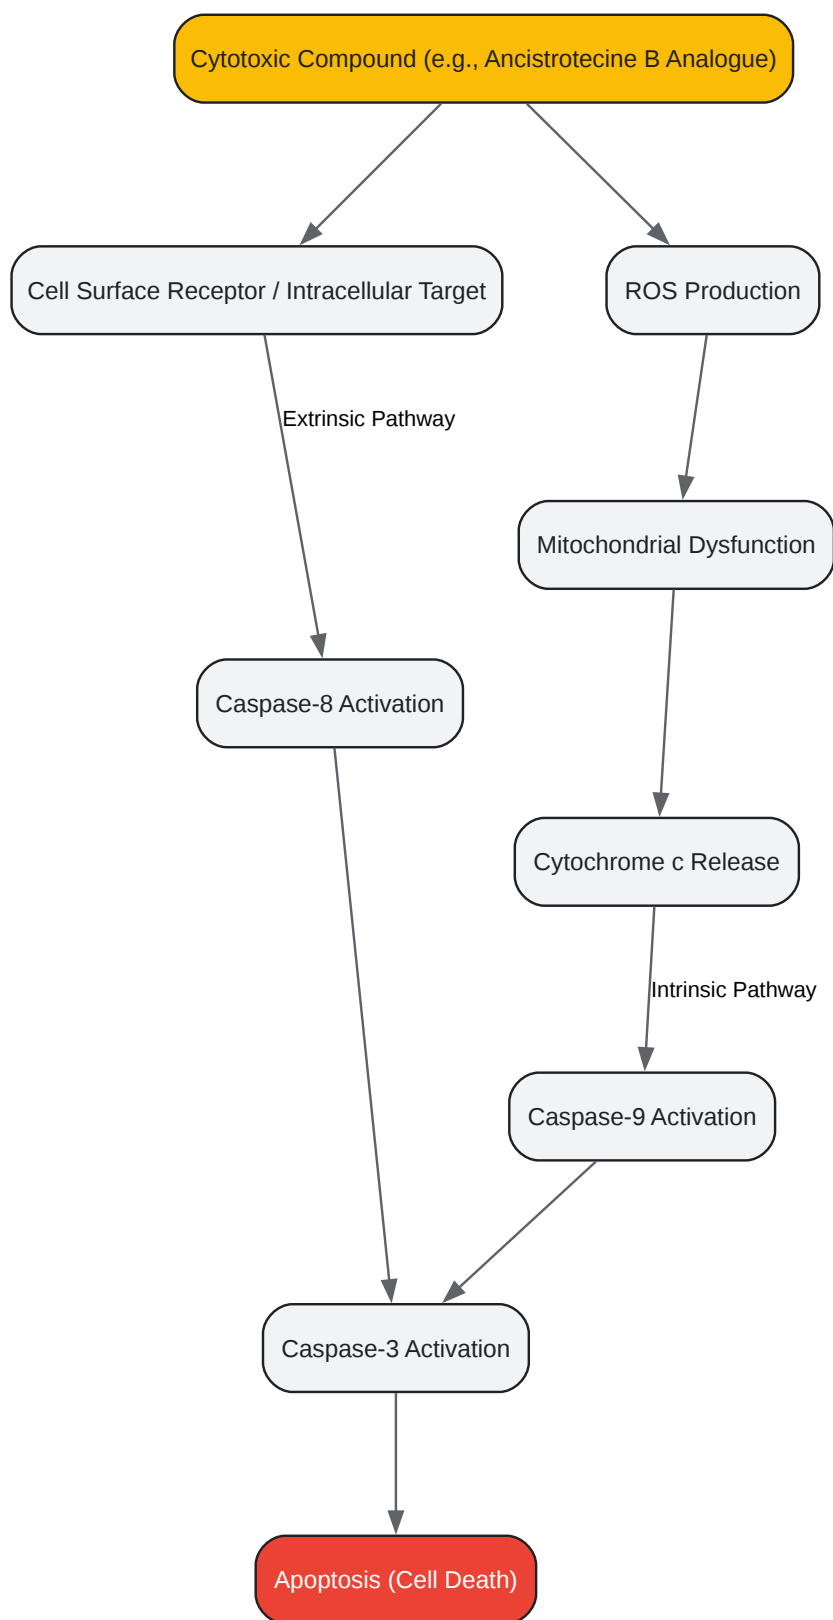 Cytotoxic Compound (e.g., Ancistrotecine B Analogue)
Cell Surface Receptor / Intracellular Target
ROS Production
Extrinsic Pathway
Mitochondrial Dysfunction
Caspase-8 Activation
Cytochrome c Release
Intrinsic Pathway
Caspase-9 Activation
Caspase-3 Activation
Apoptosis (Cell Death)